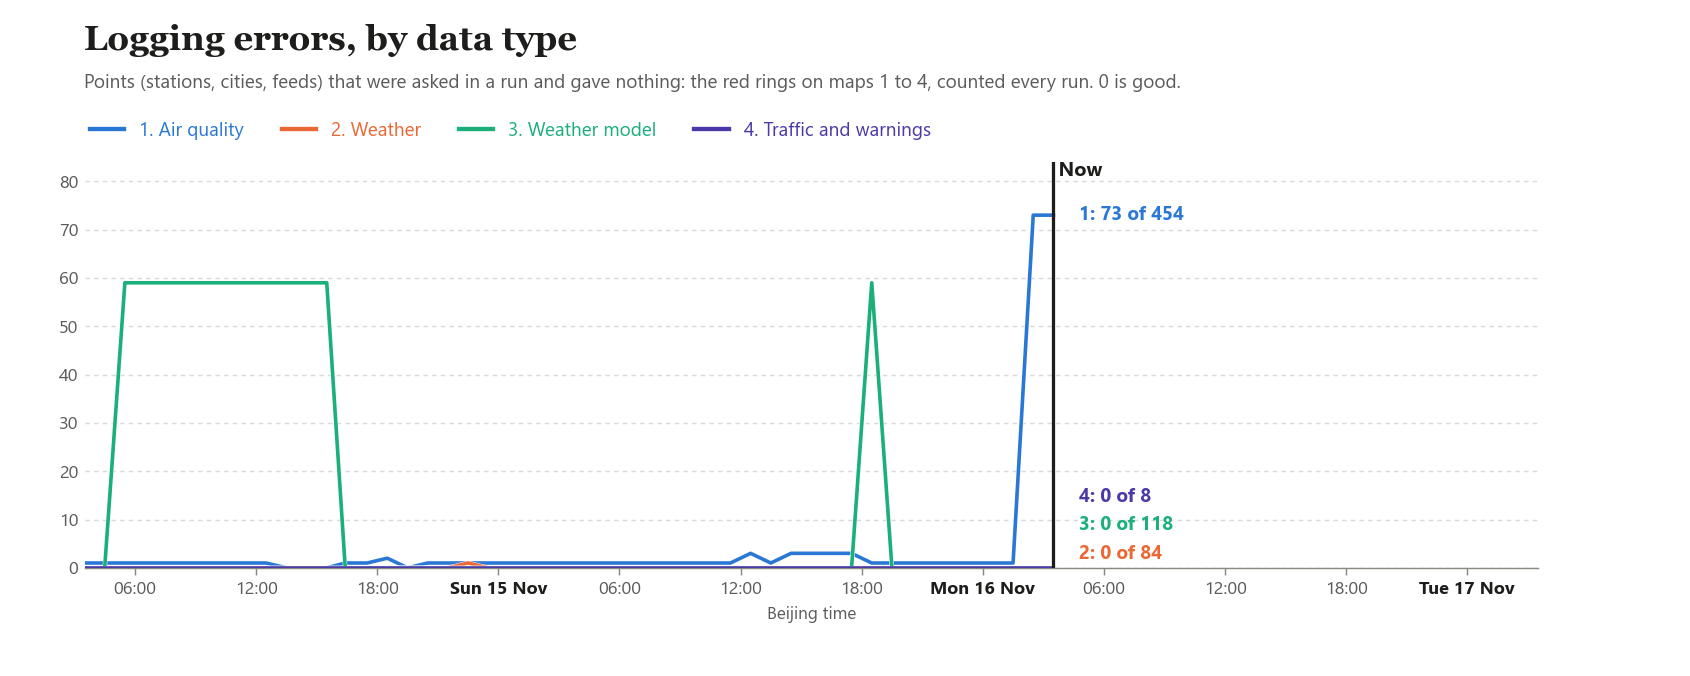 Logging errors, by data type
Points (stations, cities, feeds) that were asked in a run and gave nothing: the red rings on maps 1 to 4, counted every run. 0 is good.
1. Air quality 2. Weather 3. Weather model 4. Traffic and warnings
Now
80
1: 73 of 454
70
60
50
40
30
20
4: 0 of 8
10
3: 0 of 118
2: 0 of 84
0
06:00 12:00 18:00 Sun 15 Nov 06:00 12:00 18:00 Mon 16 Nov 06:00 12:00 18:00 Tue 17 Nov
Beijing time